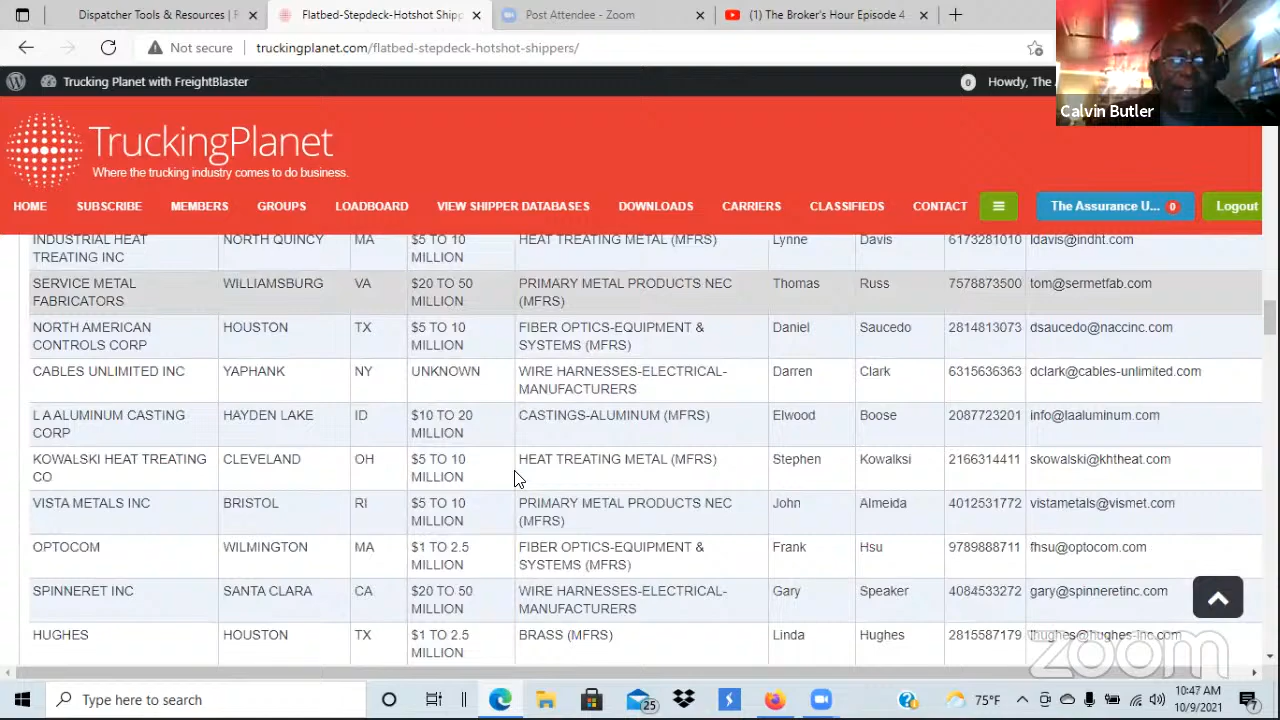 Dispatcher Tools & Resources | F
Flatbed-Stepdeck-Hotshot Shipp
Post Attendee - Zoom
(1) The Broker's Hour Episode 4
Not secure
truckingplanet.com/flatbed-stepdeck-hotshot-shippers/
Trucking Planet with FreightBlaster
0
Howdy, The
Calvin Butler
TruckingPlanet
Where the trucking industry comes to do business.
HOME SUBSCRIBE MEMBERS GROUPS LOADBOARD VIEW SHIPPER DATABASES DOWNLOADS CARRIERS CLASSIFIEDS CONTACT The Assurance U... 0 Logout
INDUSTRIAL HEAT NORTH QUINCY MA $5 TO 10 HEAT TREATING METAL (MFRS) Lynne Davis 6173281010 ldavis@indht.com
TREATING INC MILLION
SERVICE METAL WILLIAMSBURG VA $20 TO 50 PRIMARY METAL PRODUCTS NEC Thomas Russ 7578873500 tom@sermetfab.com
FABRICATORS MILLION (MFRS)
NORTH AMERICAN HOUSTON TX $5 TO 10 FIBER OPTICS-EQUIPMENT & Daniel Saucedo 2814813073 dsaucedo@naccinc.com
CONTROLS CORP MILLION SYSTEMS (MFRS)
CABLES UNLIMITED INC YAPHANK NY UNKNOWN WIRE HARNESSES-ELECTRICAL- Darren Clark 6315636363 dclark@cables-unlimited.com
MANUFACTURERS
L A ALUMINUM CASTING HAYDEN LAKE ID $10 TO 20 CASTINGS-ALUMINUM (MFRS) Elwood Boose 2087723201 info@laaluminum.com
CORP MILLION
KOWALSKI HEAT TREATING CLEVELAND OH $5 TO 10 HEAT TREATING METAL (MFRS) Stephen Kowalksi 2166314411 skowalski@khtheat.com
CO MILLION
VISTA METALS INC BRISTOL RI $5 TO 10 PRIMARY METAL PRODUCTS NEC John Almeida 4012531772 vistametals@vismet.com
MILLION (MFRS)
OPTOCOM WILMINGTON MA $1 TO 2.5 FIBER OPTICS-EQUIPMENT & Frank Hsu 9789888711 fhsu@optocom.com
MILLION SYSTEMS (MFRS)
SPINNERET INC SANTA CLARA CA $20 TO 50 WIRE HARNESSES-ELECTRICAL- Gary Speaker 4084533272 gary@spinneretinc.com
MILLION MANUFACTURERS
HUGHES HOUSTON TX $1 TO 2.5 BRASS (MFRS) Linda Hughes 2815587179 lhughes@hughes-inc.com
MILLION
zoom
Type here to search
25
75°F
10:47 AM
10/9/2021
7